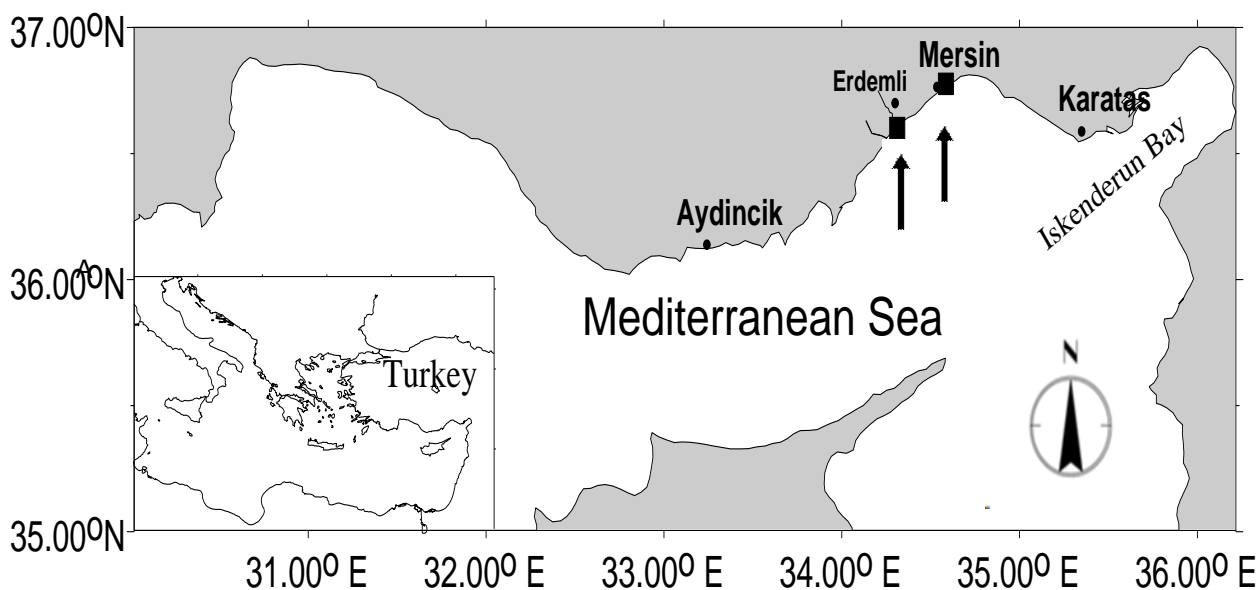 37.00ºN
Mersin
Erdemli
Karatas
Iskenderun Bay
Aydincik
A
36.00ºN
Mediterranean Sea
N
Turkey
35.00ºN
31.00º E 32.00º E 33.00º E 34.00º E 35.00º E 36.00º E